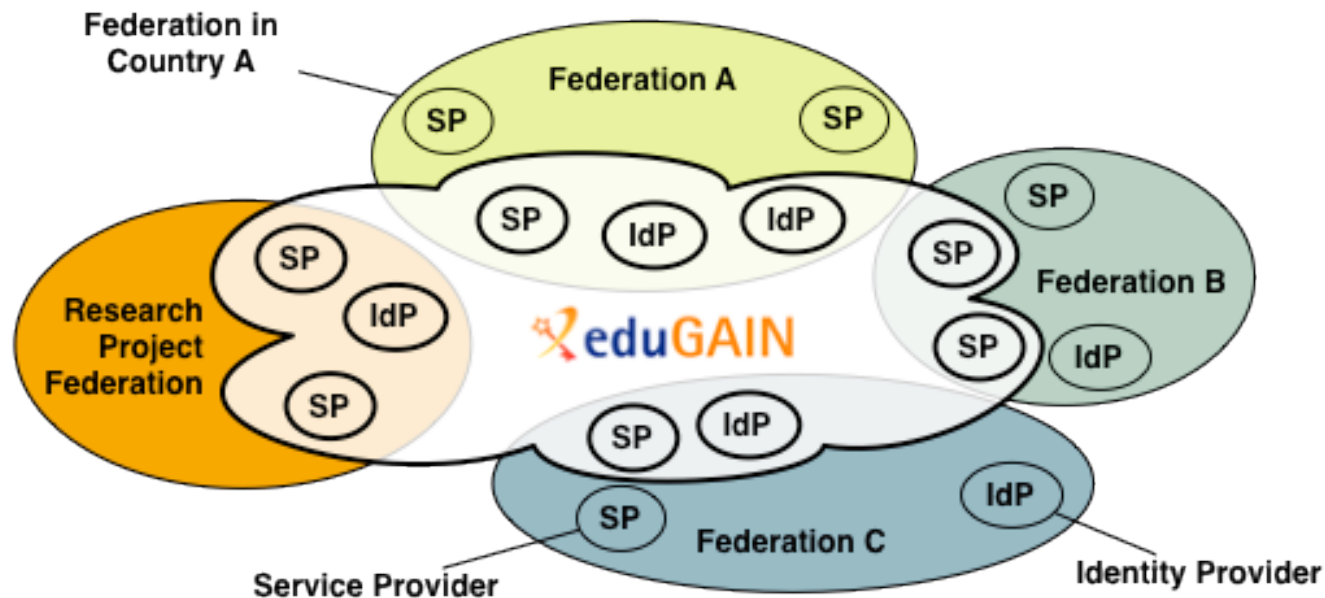 Federation in
Country A
Federation A
SP
SP
SP
IdP
IdP
SP
SP
SP
Federation B
IdP
SP
IdP
SP
Research
Project
Federation
eduGAIN
SP
IdP
SP
IdP
Federation C
Service Provider
Identity Provider